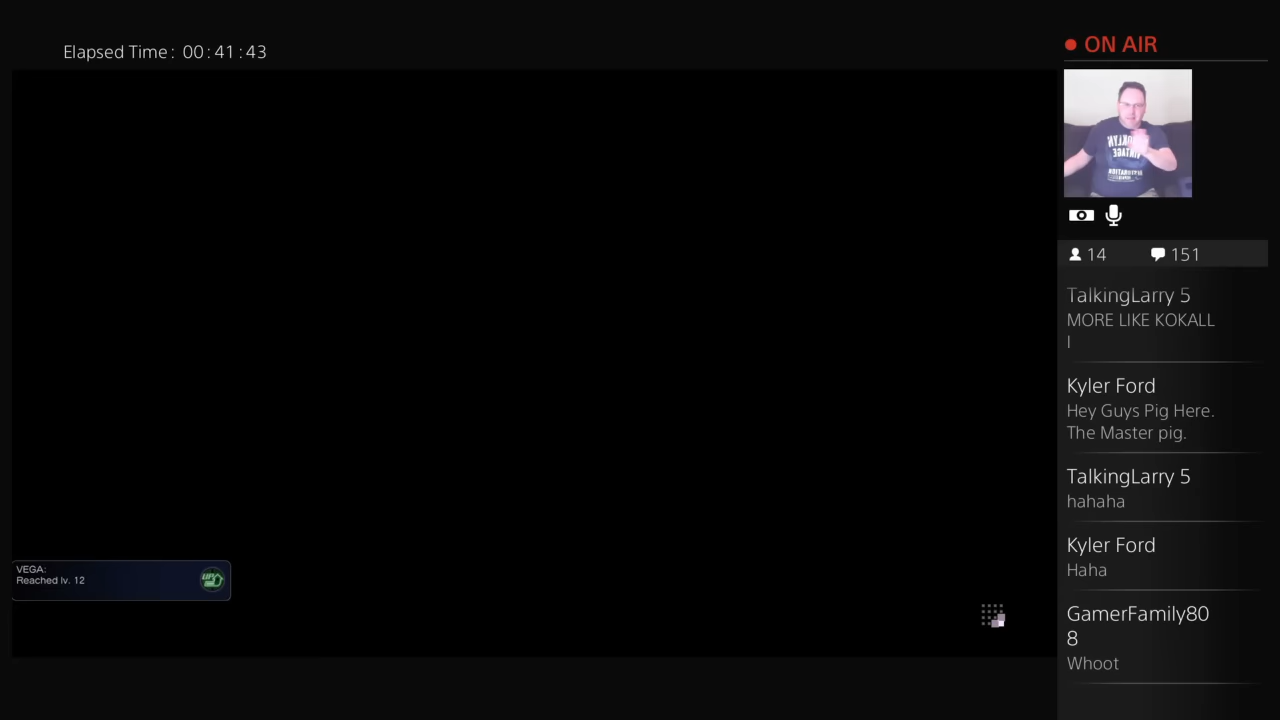 Elapsed Time: 00:41:43
ON AIR
14 151
TalkingLarry 5
MORE LIKE KOKALL
I
Kyler Ford
Hey Guys Pig Here.
The Master pig.
TalkingLarry 5
hahaha
Kyler Ford
Haha
GamerFamily80
8
Whoot
VEGA:
Reached lv. 12
UP